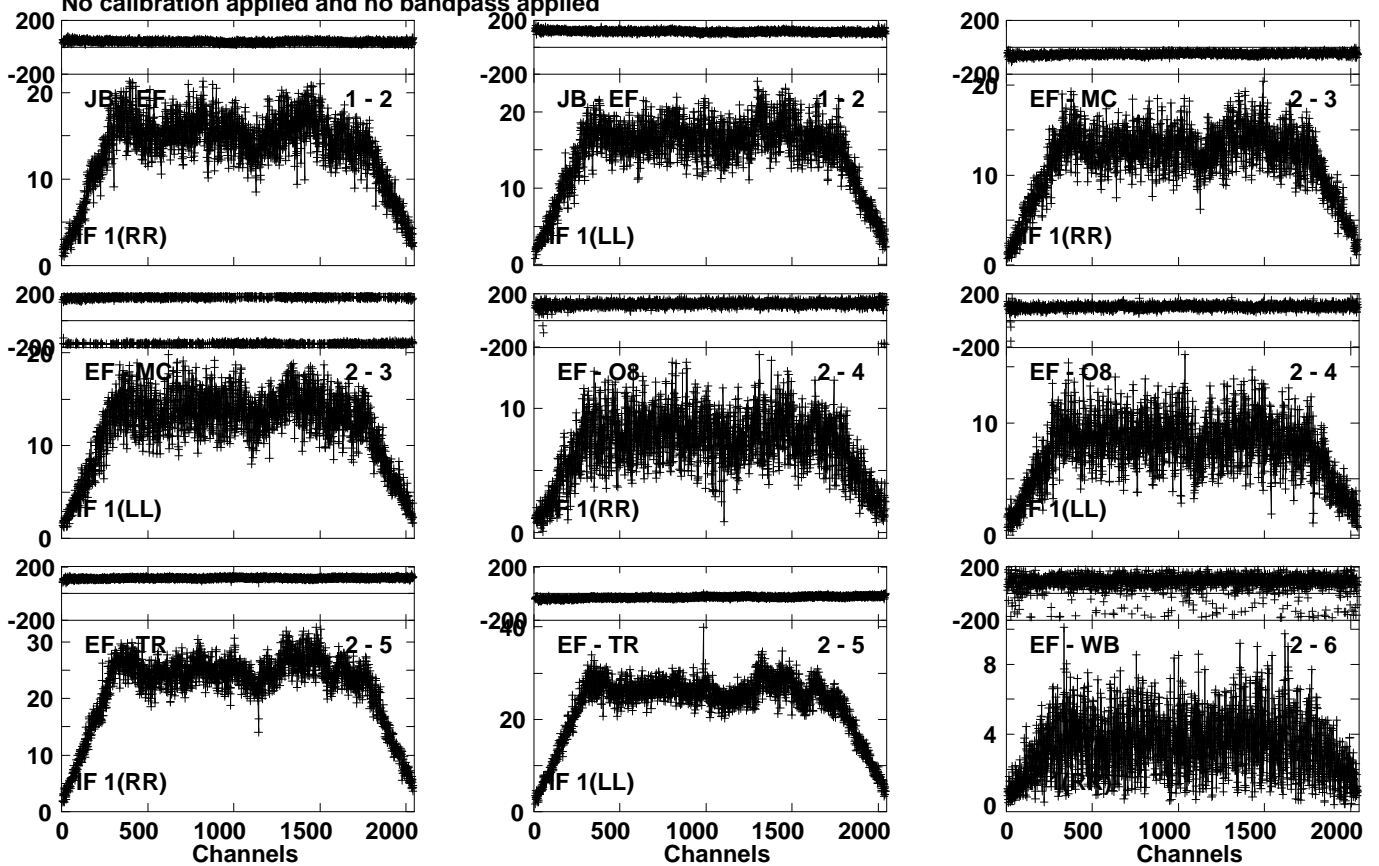 No calibration applied and no bandpass applied
200 200 200
-200 -200
20 20 20
JB - EF 1 - 2 JB - EF 1 - 2 EF - MC 2 - 3
10 10 10
IF 1(RR) IF 1(LL) IF 1(RR)
0 0 0
200 200 200
-200 -200 -200
20
EF - MC 2 - 3 EF - O8 2 - 4 EF - O8 2 - 4
10 10 10
IF 1(LL) IF 1(RR) IF 1(LL)
0 0 0
200 200 200
-200 -200 -200
30 40
EF - TR 2 - 5 EF - TR 2 - 5 EF - WB 2 - 6
8
20 20
4
10
IF 1(RR) IF 1(LL)
0 0 0
0 500 1000 1500 2000 0 500 1000 1500 2000 0 500 1000 1500 2000
Channels Channels Channels